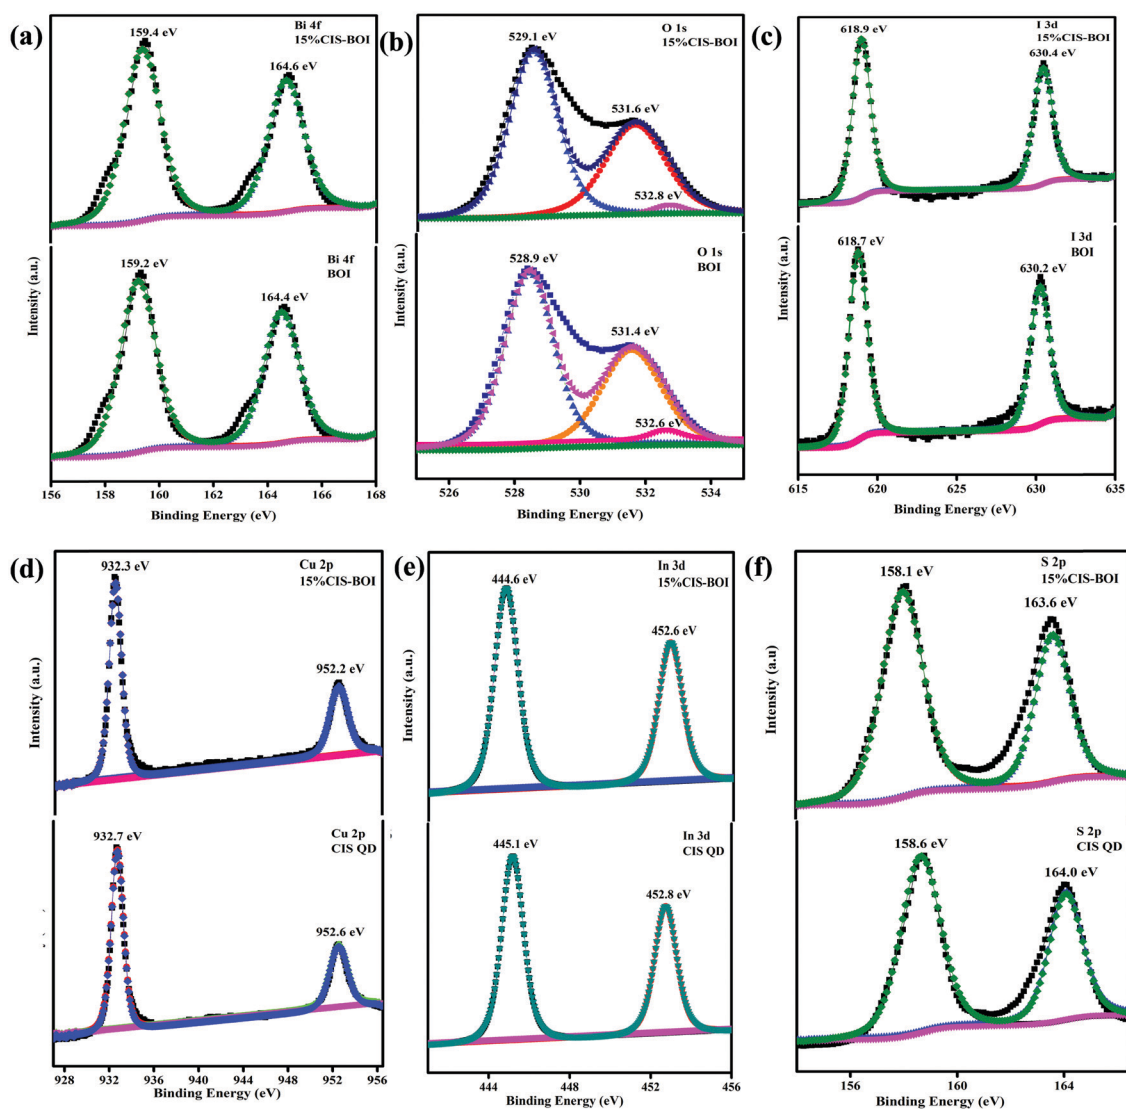 (a)
Bi 4f
15%CIS-BOI
159.4 eV
164.6 eV
Bi 4f
BOI
159.2 eV
164.4 eV
Intensity (a.u.)
156 158 160 162 164 166 168
Binding Energy (eV)
(b)
O 1s
15%CIS-BOI
529.1 eV
531.6 eV
532.8 eV
O 1s
BOI
528.9 eV
531.4 eV
532.6 eV
Intensity (a.u.)
526 528 530 532 534
Binding Energy (eV)
(c)
I 3d
15%CIS-BOI
618.9 eV
630.4 eV
I 3d
BOI
618.7 eV
630.2 eV
Intensity (a.u.)
615 620 625 630 635
Binding Energy (eV)
(d)
Cu 2p
15%CIS-BOI
932.3 eV
952.2 eV
Cu 2p
CIS QD
932.7 eV
952.6 eV
Intensity (a.u.)
928 932 936 940 944 948 952 956
Binding Energy (eV)
(e)
In 3d
15%CIS-BOI
444.6 eV
452.6 eV
In 3d
CIS QD
445.1 eV
452.8 eV
Intensity (a.u.)
444 448 452 456
Binding Energy (eV)
(f)
S 2p
15%CIS-BOI
158.1 eV
163.6 eV
S 2p
CIS QD
158.6 eV
164.0 eV
Intensity (a.u)
156 160 164
Binding Energy (eV)